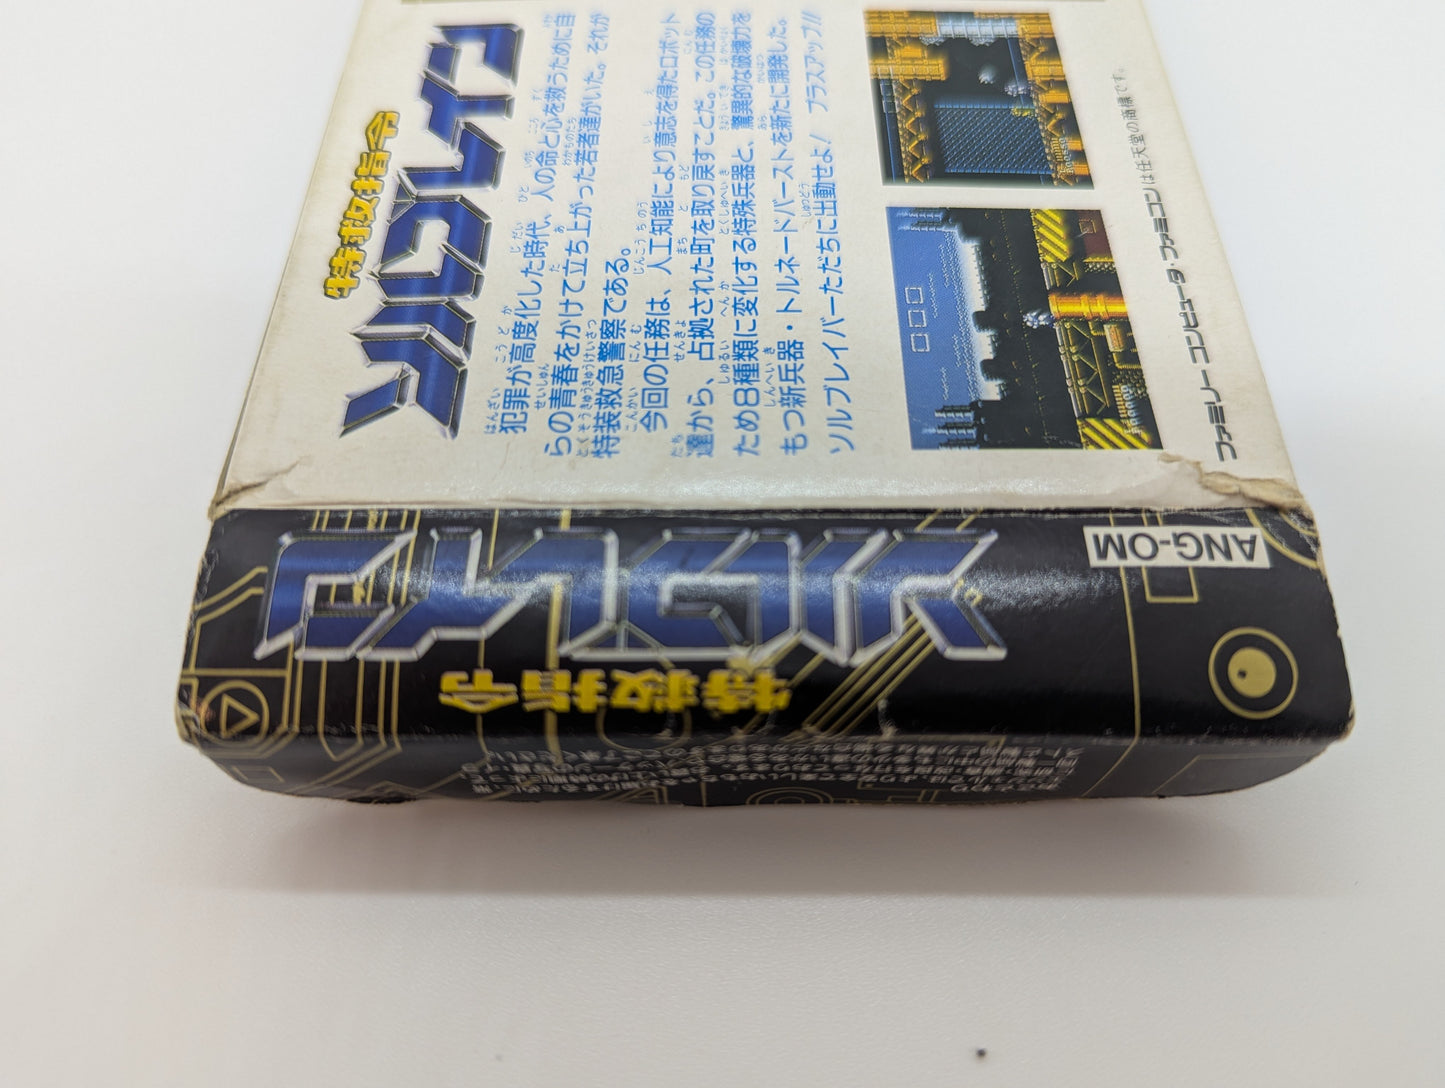 特救指令
ソルブレイン
犯罪が高度化した時代、人の命と心を救うために自
らの青春をかけて立ち上がった若者達がいた。それが
特装救急警察である。
今回の任務は、人工知能により意志を得たロボット
達から、占拠された町を取り戻すことだ。この任務の
ため8種類に変化する特殊兵器と、驚異的な破壊力を
もつ新兵器・トルネードバーストを新たに開発した。
ソルブレイバーただちに出動せよ! プラスアップ!!
ファミリーコンピュータ・ファミコンは任天堂の商標です。
ANG-OM
ソルブレイン
特救指令